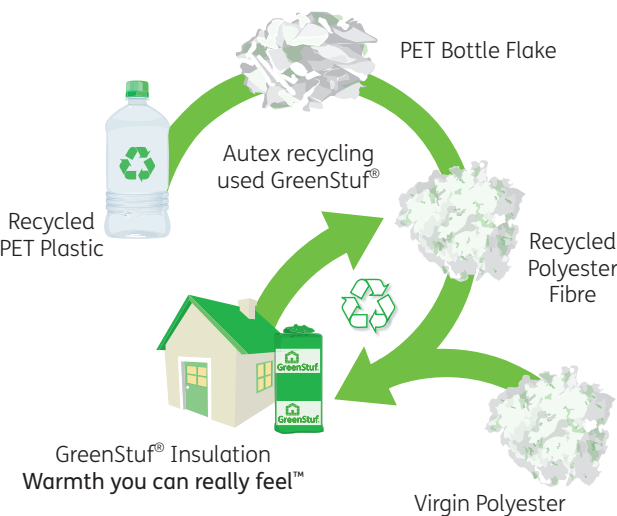 PET Bottle Flake
Autex recycling
used GreenStuf®
Recycled
PET Plastic
Recycled
Polyester
Fibre
GreenStuf.
GreenStuf.
GreenStuf® Insulation
Warmth you can really feel™
Virgin Polyester